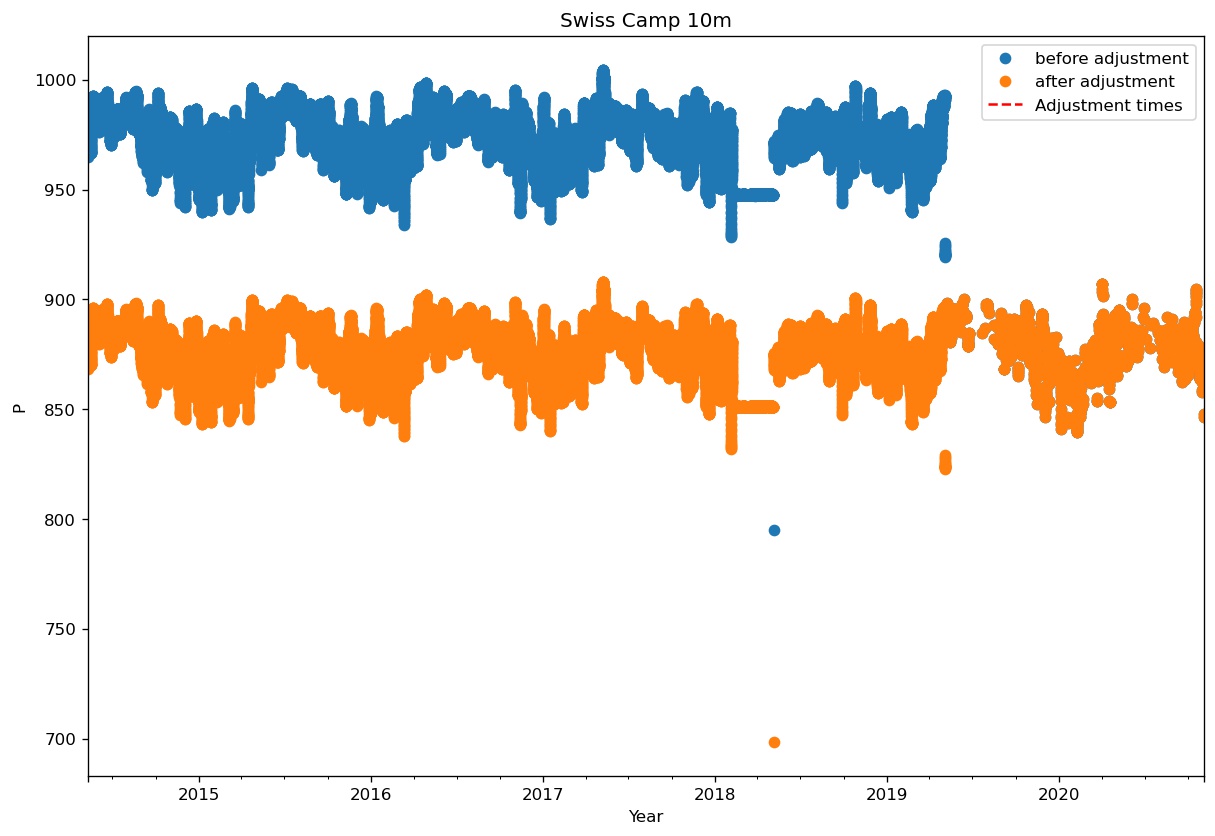 Swiss Camp 10m
before adjustment
after adjustment
Adjustment times
1000
950
900
850
800
750
700
P
2015 2016 2017 2018 2019 2020
Year